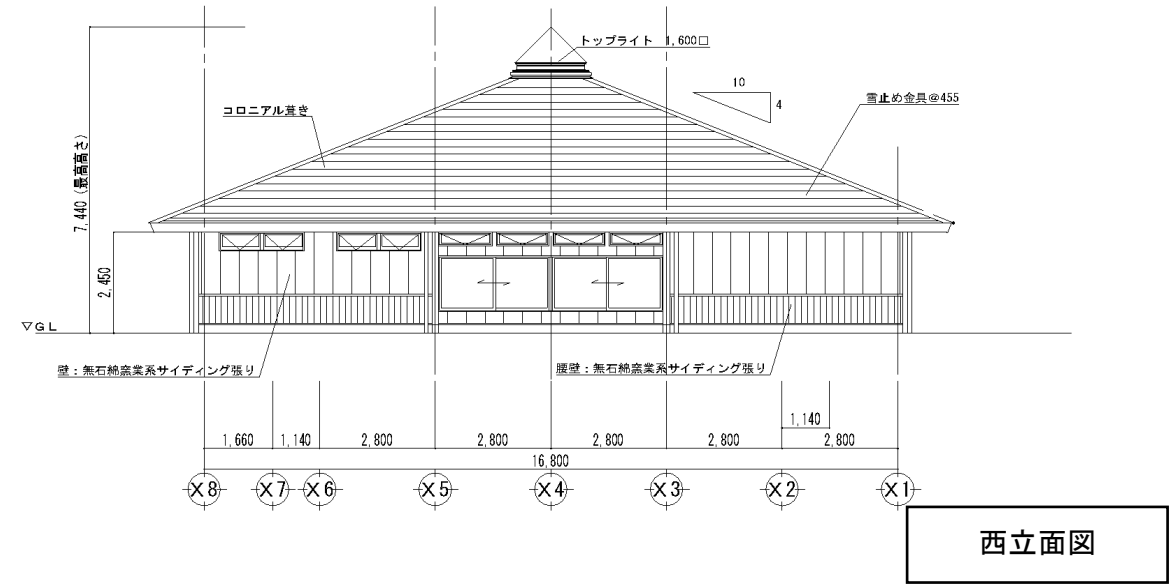 トップライト 1,600□
10
4
雪止め金具@455
コロニアル葺き
7,440（最高高さ）
2,450
▽GL
壁：無石綿窯業系サイディング張り
腰壁：無石綿窯業系サイディング張り
1,140
1,660 1,140 2,800 2,800 2,800 2,800 2,800
16,800
X8 X7 X6 X5 X4 X3 X2 X1
西立面図